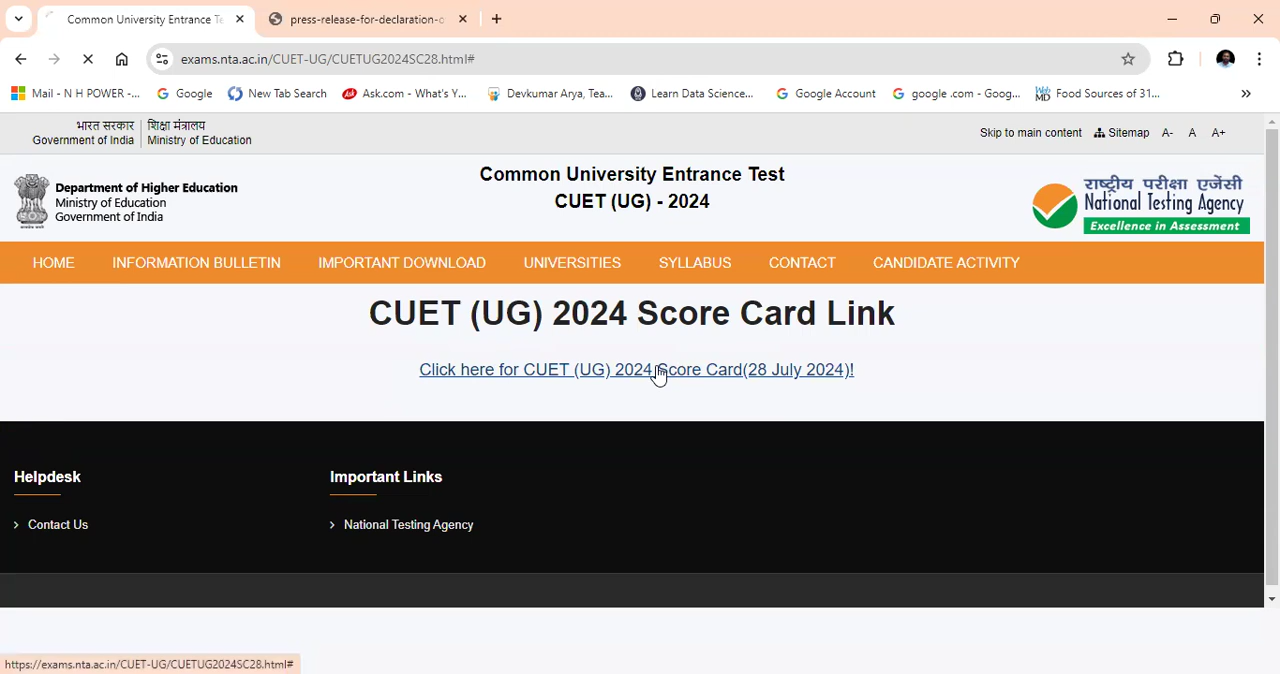 Common University Entrance Te
press-release-for-declaration-o
exams.nta.ac.in/CUET-UG/CUETUG2024SC28.html#
Mail - N H POWER -...
Google
New Tab Search
Ask
Ask.com - What's Y...
Devkumar Arya, Tea...
Learn Data Science...
Google Account
google .com - Goog...
Web MD
Food Sources of 31...
भारत सरकार
Government of India
शिक्षा मंत्रालय
Ministry of Education
Skip to main content
Sitemap
A-
A
A+
Department of Higher Education
Ministry of Education
Government of India
Common University Entrance Test
CUET (UG) - 2024
राष्ट्रीय परीक्षा एजेंसी
National Testing Agency
Excellence in Assessment
HOME
INFORMATION BULLETIN
IMPORTANT DOWNLOAD
UNIVERSITIES
SYLLABUS
CONTACT
CANDIDATE ACTIVITY
CUET (UG) 2024 Score Card Link
Click here for CUET (UG) 2024 Score Card(28 July 2024)!
Helpdesk
Contact Us
Important Links
National Testing Agency
https://exams.nta.ac.in/CUET-UG/CUETUG2024SC28.html#